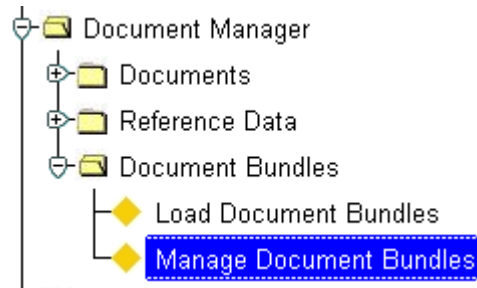 Document Manager
Documents
Reference Data
Document Bundles
Load Document Bundles
Manage Document Bundles